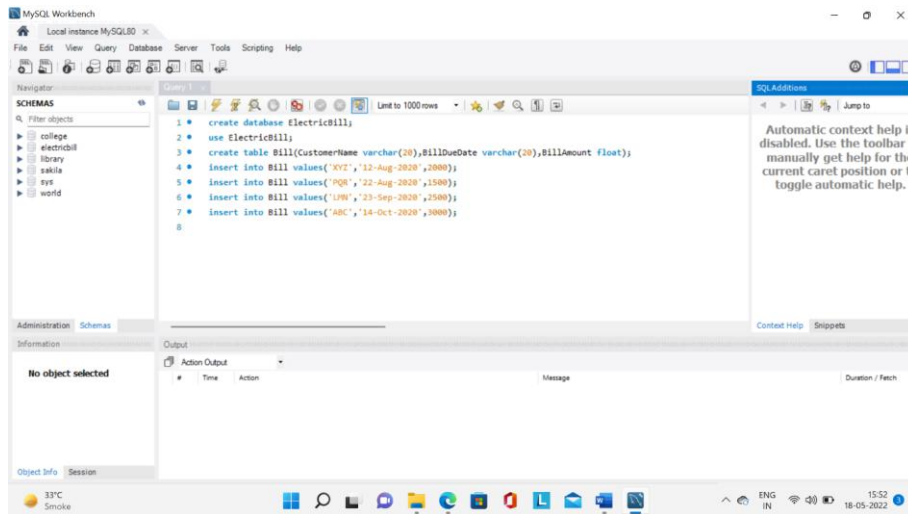 MySQL Workbench
Local instance MySQL80 ×
File Edit View Query Database Server Tools Scripting Help
Navigator
SCHEMAS
Filter objects
college
electricbill
library
sakila
sys
world
Administration Schemas
Information
No object selected
Object Info Session
Query 1 ×
Limit to 1000 rows
1 create database ElectricBill;
2 use ElectricBill;
3 create table Bill(CustomerName varchar(20),BillDueDate varchar(20),BillAmount float);
4 insert into Bill values('XYZ','12-Aug-2020',2000);
5 insert into Bill values('PQR','22-Aug-2020',1500);
6 insert into Bill values('LMN','23-Sep-2020',2500);
7 insert into Bill values('ABC','14-Oct-2020',3000);
8
Output
Action Output
# Time Action Message Duration / Fetch
SQLAdditions
Jump to
Automatic context help i
disabled. Use the toolbar
manually get help for the
current caret position or t
toggle automatic help.
Context Help Snippets
33°C
Smoke
ENG
IN
15:52
18-05-2022
3